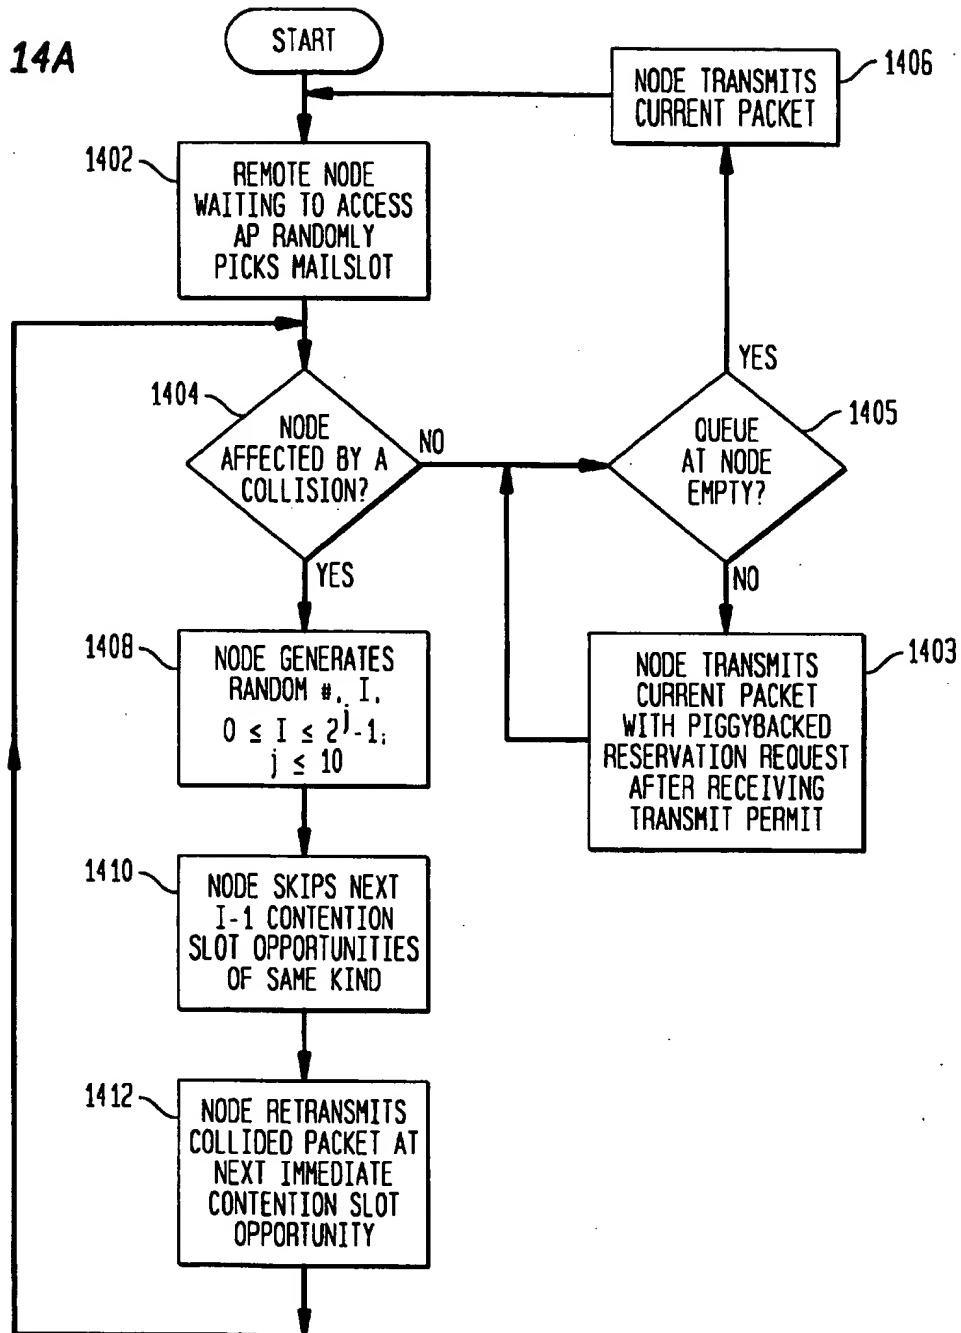 14A
START
NODE TRANSMITS
CURRENT PACKET
1406
1402
REMOTE NODE
WAITING TO ACCESS
AP RANDOMLY
PICKS MAILSLOT
1404
NODE
AFFECTED BY A
COLLISION?
NO
YES
QUEUE
AT NODE
EMPTY?
1405
YES
NO
1408
NODE GENERATES
RANDOM #, I,
0 ≤ I ≤ 2^j-1;
j ≤ 10
NODE TRANSMITS
CURRENT PACKET
WITH PIGGYBACKED
RESERVATION REQUEST
AFTER RECEIVING
TRANSMIT PERMIT
1403
1410
NODE SKIPS NEXT
I-1 CONTENTION
SLOT OPPORTUNITIES
OF SAME KIND
1412
NODE RETRANSMITS
COLLIDED PACKET AT
NEXT IMMEDIATE
CONTENTION SLOT
OPPORTUNITY